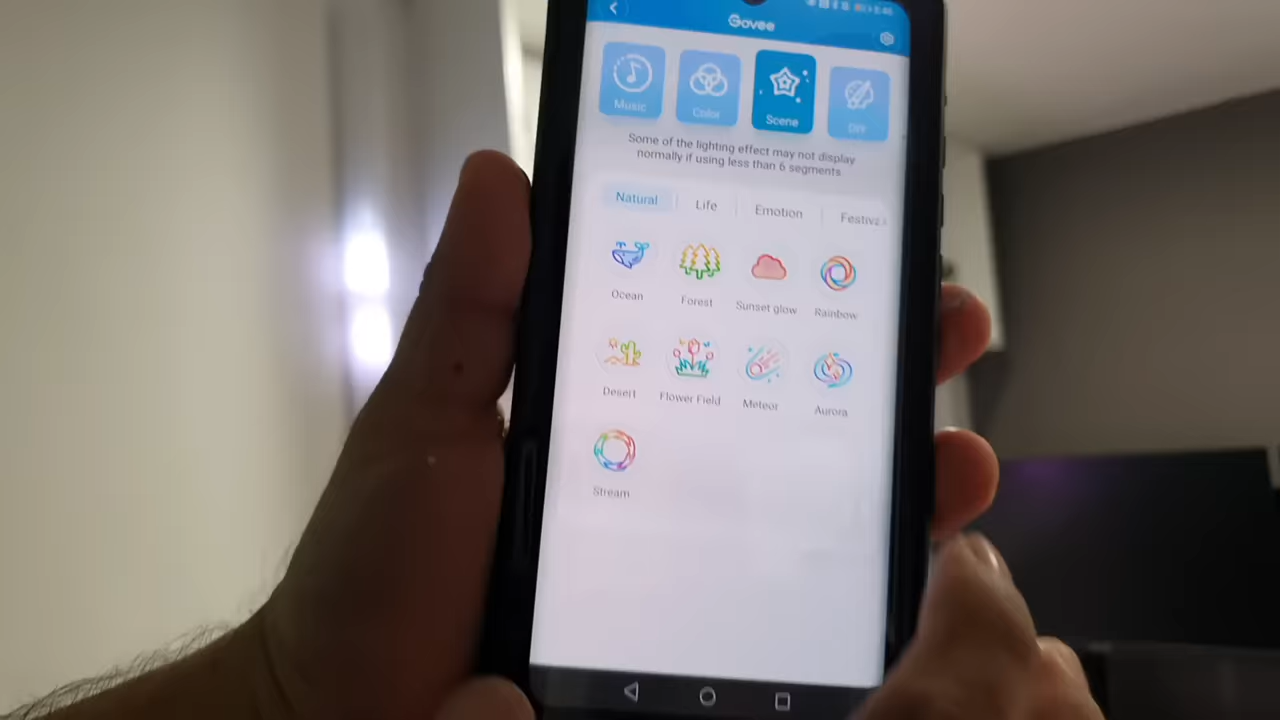 Govee
Music
Color
Scene
DIY
Some of the lighting effect may not display
normally if using less than 6 segments
Natural
Life
Emotion
Ocean
Forest
Sunset glow
Rainbow
Desert
Flower Field
Meteor
Aurora
Stream